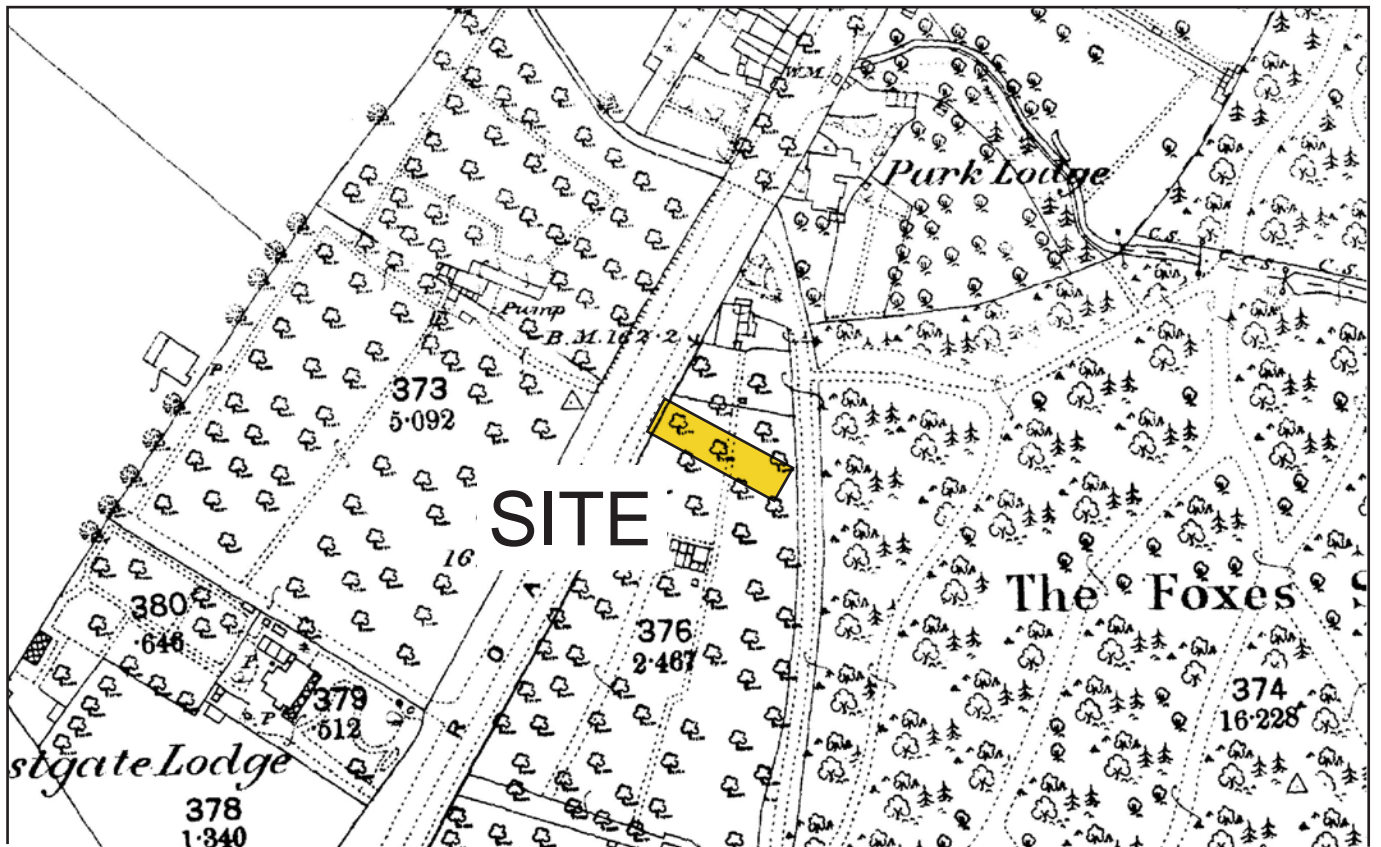 W.M.
Park Lodge
C.S.
C.C.S.
C.S.
Pump
B.M. 162·2
373
5·092
SITE
16
The Foxes S
380
·646
376
2·467
P
379
512
374
16·228
P
R O A
stgate Lodge
378
1·340